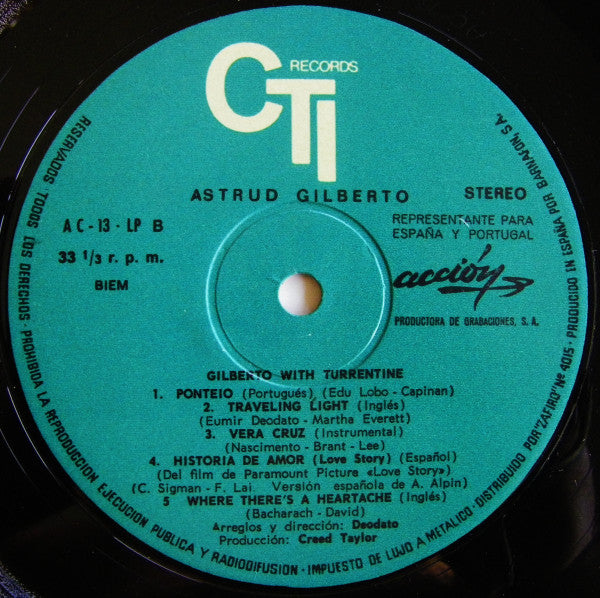 CTI RECORDS
ASTRUD GILBERTO
STEREO
AC-13-LP B
33 1/3 r. p. m.
BIEM
REPRESENTANTE PARA
ESPAÑA Y PORTUGAL
acción
PRODUCTORA DE GRABACIONES, S. A.
GILBERTO WITH TURRENTINE
1. PONTEIO (Portugués) (Edu Lobo - Capinan)
2. TRAVELING LIGHT (Inglés)
(Eumir Deodato - Martha Everett)
3. VERA CRUZ (Instrumental)
(Nascimento - Brant - Lee)
4. HISTORIA DE AMOR (Love Story) (Español)
(Del film de Paramount Picture «Love Story»)
(C. Sigman - F. Lai Versión española de A. Alpin)
5 WHERE THERE'S A HEARTACHE (Inglés)
(Bacharach - David)
Arreglos y dirección: Deodato
Producción: Creed Taylor
RESERVADOS TODOS LOS DERECHOS - PROHIBIDA LA REPRODUCCION EJECUCION PUBLICA Y RADIODIFUSION - IMPUESTO DE LUJO A METALICO - DISTRIBUIDO POR "ZAFIRO" Nº 4015 - PRODUCIDO EN ESPAÑA POR BARNAFON, S.A.